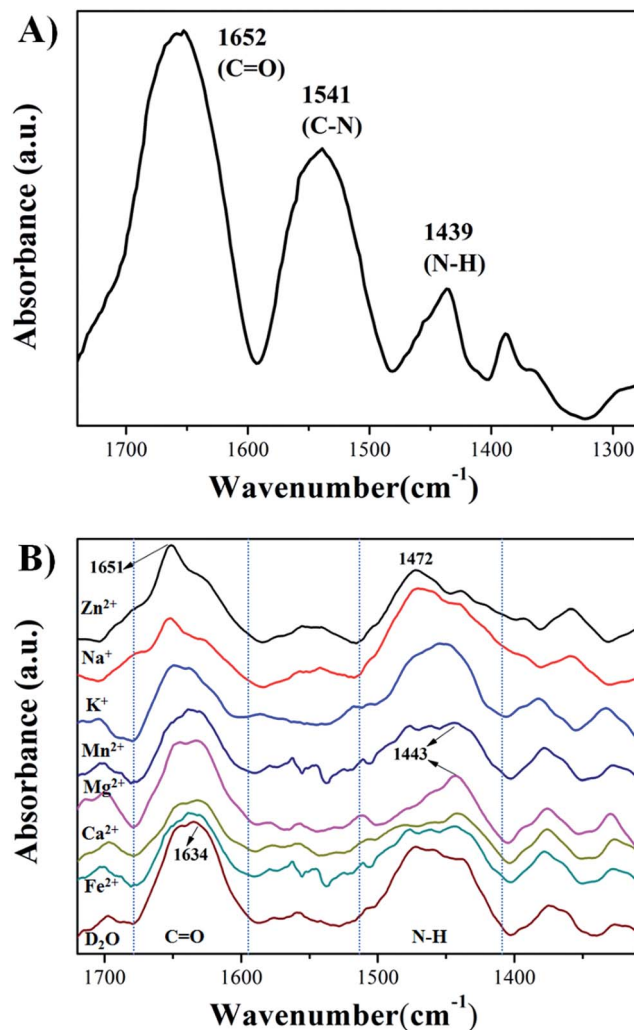 A)
1652
(C=O)
1541
(C-N)
1439
(N-H)
Absorbance (a.u.)
1700 1600 1500 1400 1300
Wavenumber(cm⁻¹)
B)
1651
1472
Zn²⁺
Na⁺
K⁺
Mn²⁺
1443
Mg²⁺
Ca²⁺
1634
Fe²⁺
D₂O C=O N-H
Absorbance (a.u.)
1700 1600 1500 1400
Wavenumber(cm⁻¹)